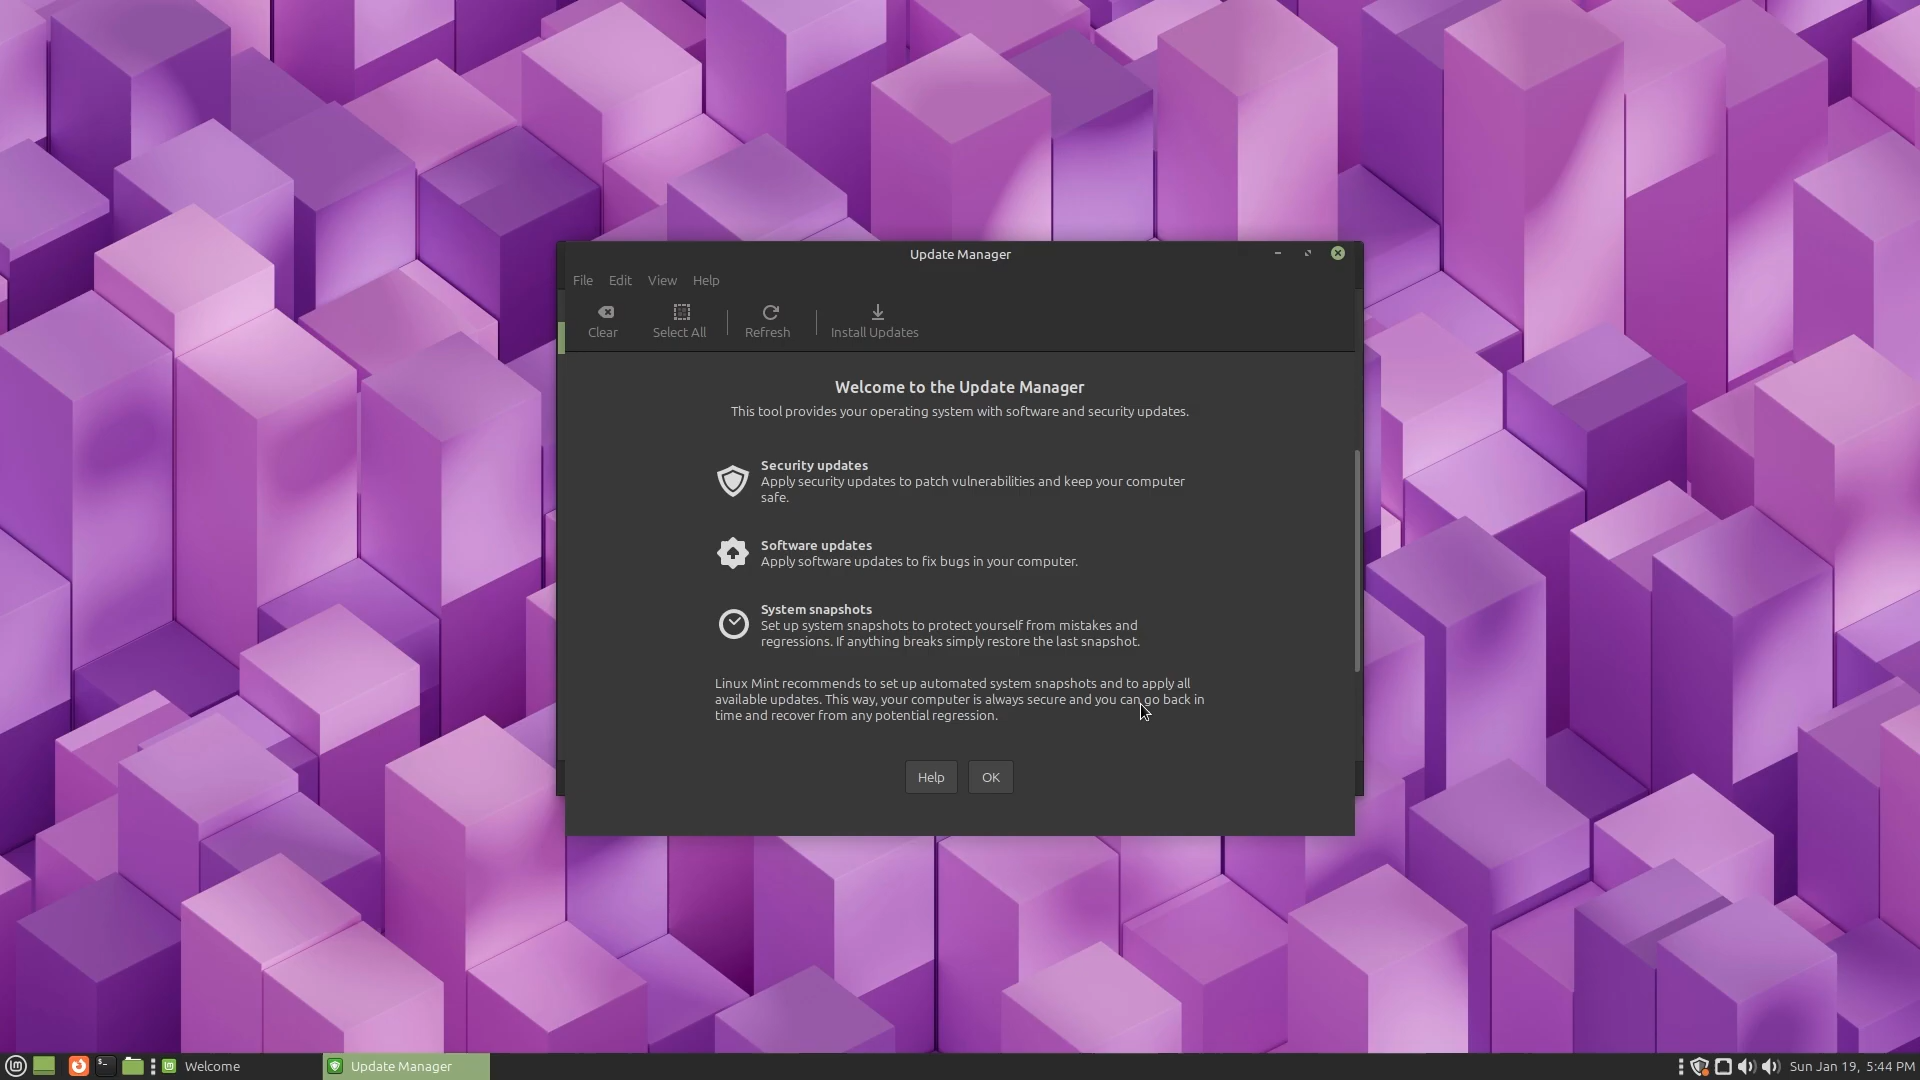 Update Manager
File Edit View Help
Clear Select All Refresh Install Updates
Welcome to the Update Manager
This tool provides your operating system with software and security updates.
Security updates
Apply security updates to patch vulnerabilities and keep your computer
safe.
Software updates
Apply software updates to fix bugs in your computer.
System snapshots
Set up system snapshots to protect yourself from mistakes and
regressions. If anything breaks simply restore the last snapshot.
Linux Mint recommends to set up automated system snapshots and to apply all
available updates. This way, your computer is always secure and you can go back in
time and recover from any potential regression.
Help OK
Welcome Update Manager Sun Jan 19, 5:44 PM